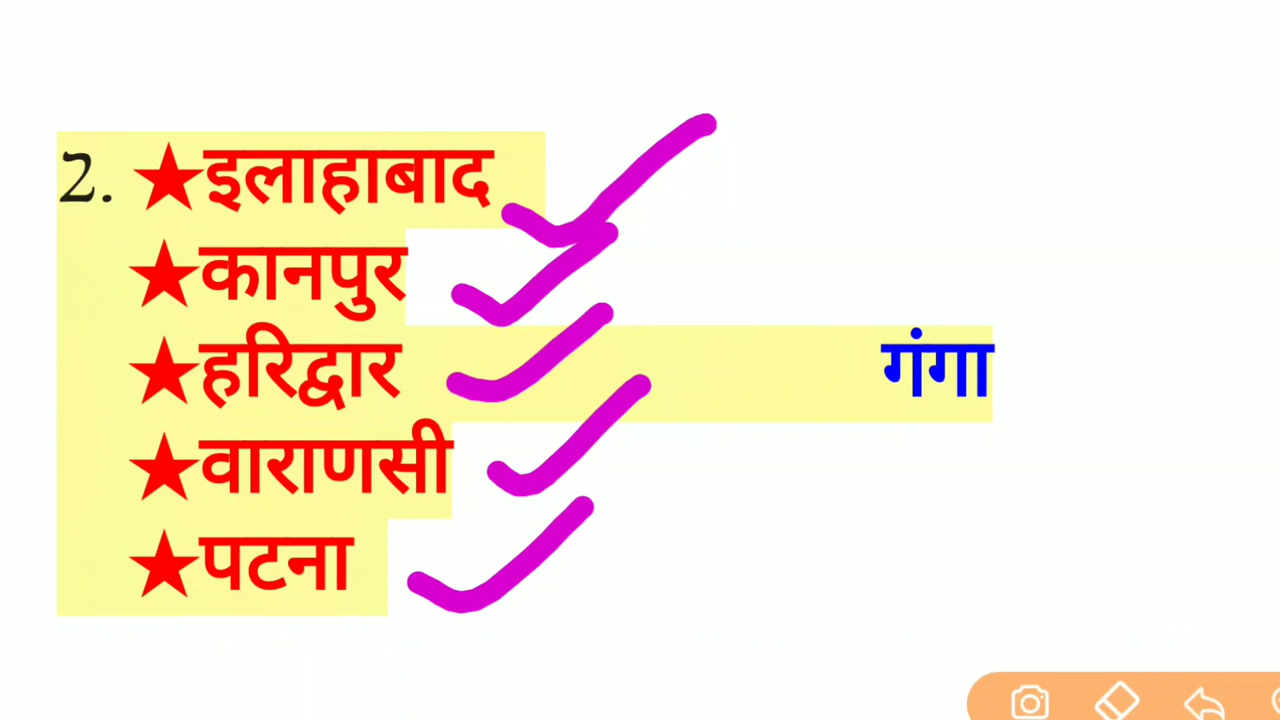 2. ★इलाहाबाद
★कानपुर
★हरिद्वार गंगा
★वाराणसी
★पटना